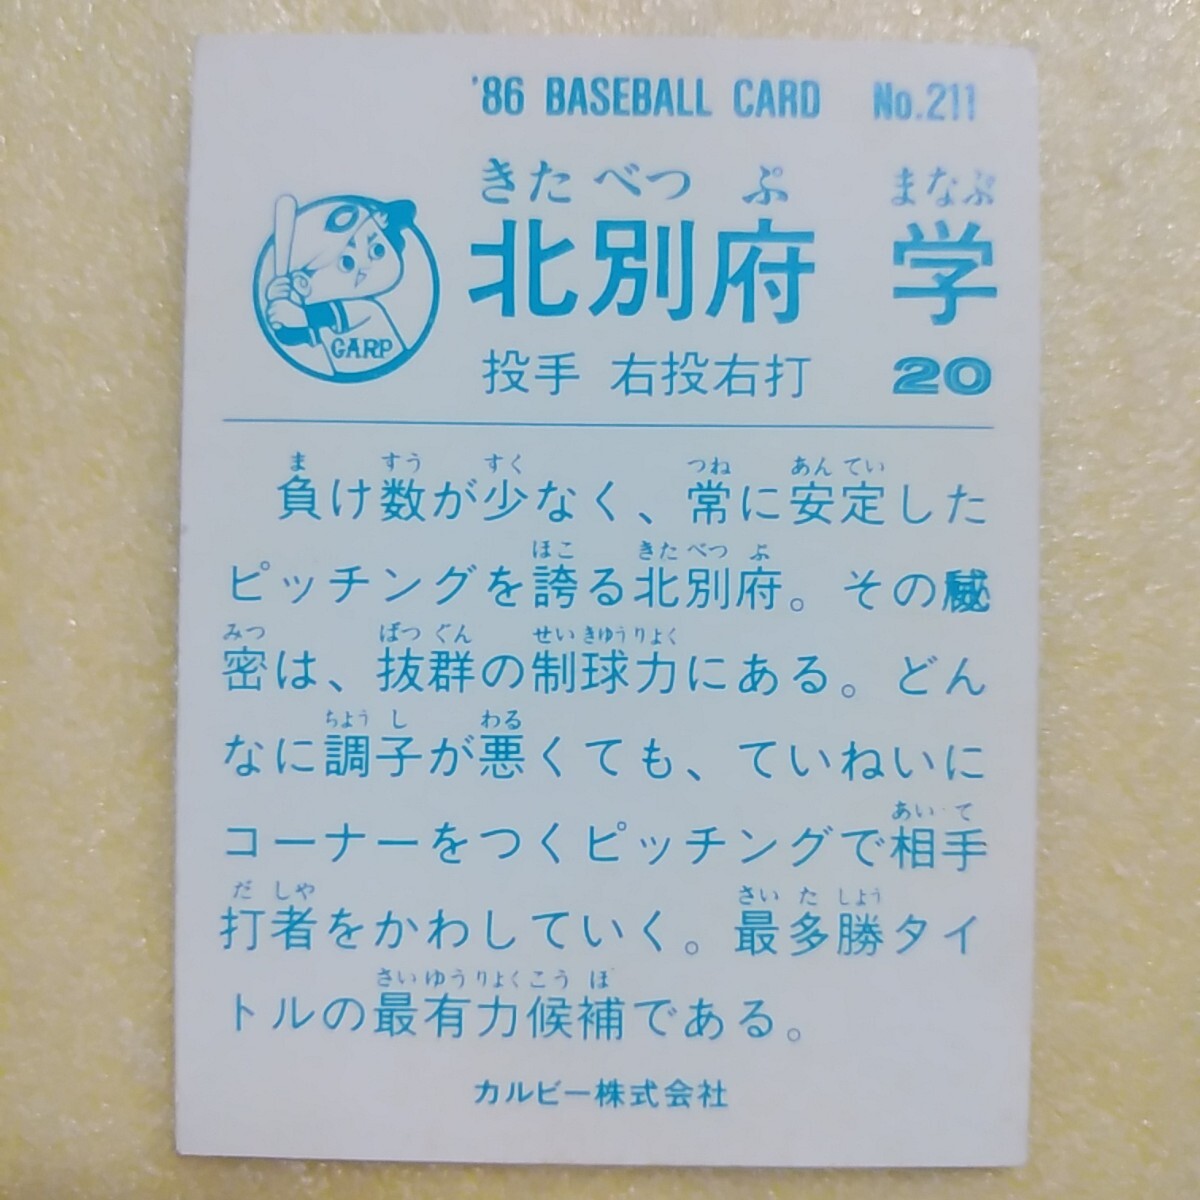 '86 BASEBALL CARD No.211
きた べつ ぷ まなぶ
北別府 学
CARP
投手 右投右打 20
ま すう すく つね あん てい
負け数が少なく、常に安定した
ほこ きた べつ ぷ
ピッチングを誇る北別府。その
みつ ばつ ぐん せい きゆう りよく
密は、抜群の制球力にある。どん
ちよう し わる
なに調子が悪くても、ていねいに
あい て
コーナーをつくピッチングで相手
だ しや さい た しよう
打者をかわしていく。最多勝タイ
さい ゆう りよく こう ほ
トルの最有力候補である。
カルビー株式会社